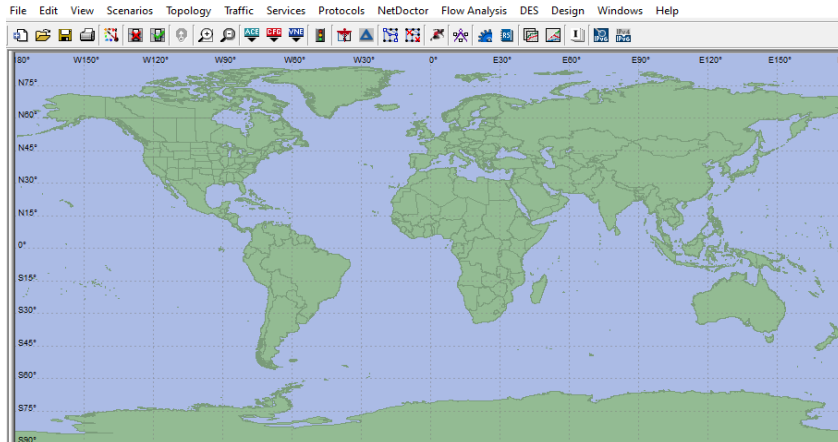 File Edit View Scenarios Topology Traffic Services Protocols NetDoctor Flow Analysis DES Design Windows Help
ACE CFG VNE
180° W150° W120° W90° W60° W30° 0° E30° E60° E90° E120° E150°
N75°
N60°
N45°
N30°
N15°
0°
S15°
S30°
S45°
S60°
S75°
S90°